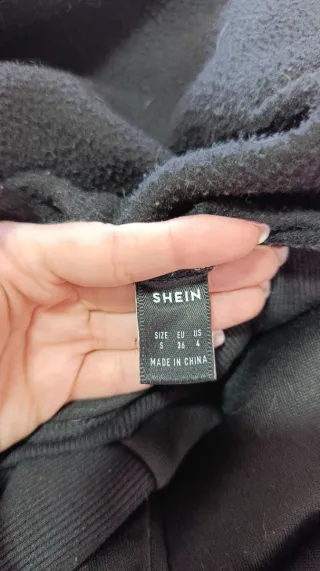 SHEIN
SIZE EU US
S 36 4
MADE IN CHINA